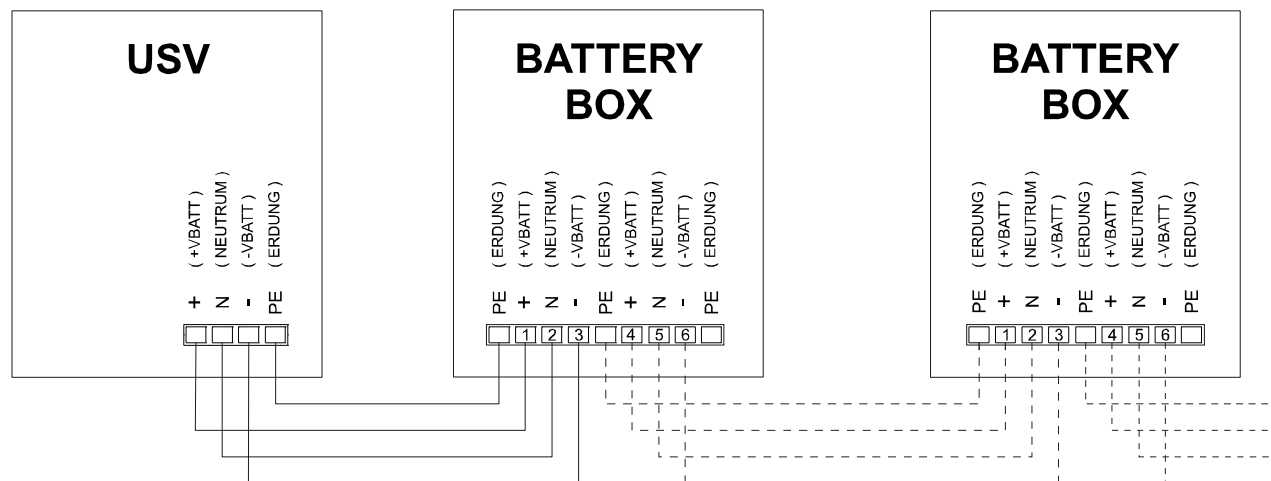 USV
( +VBATT )
( NEUTRUM )
( -VBATT )
( ERDUNG )
+
N
-
PE
BATTERY
BOX
( ERDUNG )
( +VBATT )
( NEUTRUM )
( -VBATT )
( ERDUNG )
( +VBATT )
( NEUTRUM )
( -VBATT )
( ERDUNG )
PE
+
N
-
PE
+
N
-
PE
1
2
3
4
5
6
BATTERY
BOX
( ERDUNG )
( +VBATT )
( NEUTRUM )
( -VBATT )
( ERDUNG )
( +VBATT )
( NEUTRUM )
( -VBATT )
( ERDUNG )
PE
+
N
-
PE
+
N
-
PE
1
2
3
4
5
6